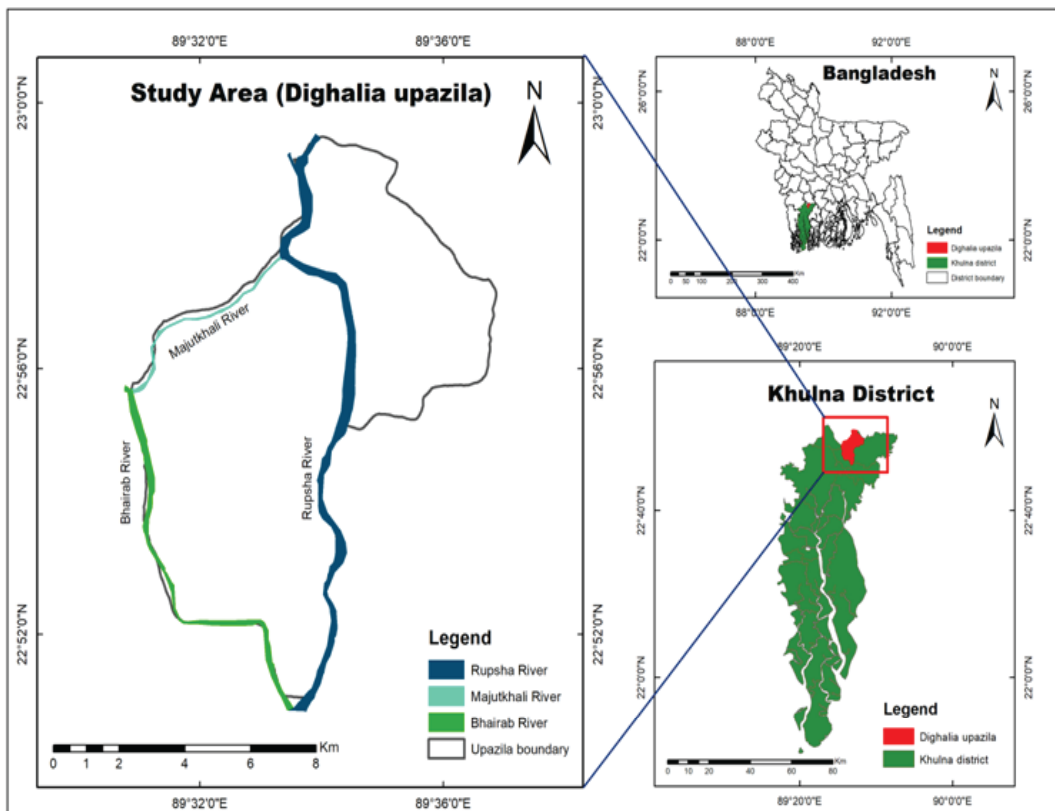 89°32'0"E 89°36'0"E
Study Area (Dighalia upazila)
N
23°0'0"N
22°56'0"N
22°52'0"N
Majutkhali River
Bhairab River
Rupsha River
Legend
Rupsha River
Majutkhali River
Bhairab River
Upazila boundary
Km
0 1 2 4 6 8
89°32'0"E 89°36'0"E
23°0'0"N
22°56'0"N
22°52'0"N
88°0'0"E 92°0'0"E
Bangladesh
N
26°0'0"N
22°0'0"N
Legend
Dighalia upazila
Khulna district
District boundary
0 50 100 200 300 400 Km
26°0'0"N
22°0'0"N
88°0'0"E 92°0'0"E
89°20'0"E 90°0'0"E
Khulna District
N
22°40'0"N
22°0'0"N
Legend
Dighalia upazila
Khulna district
Km
0 10 20 40 60 80
22°40'0"N
22°0'0"N
89°20'0"E 90°0'0"E